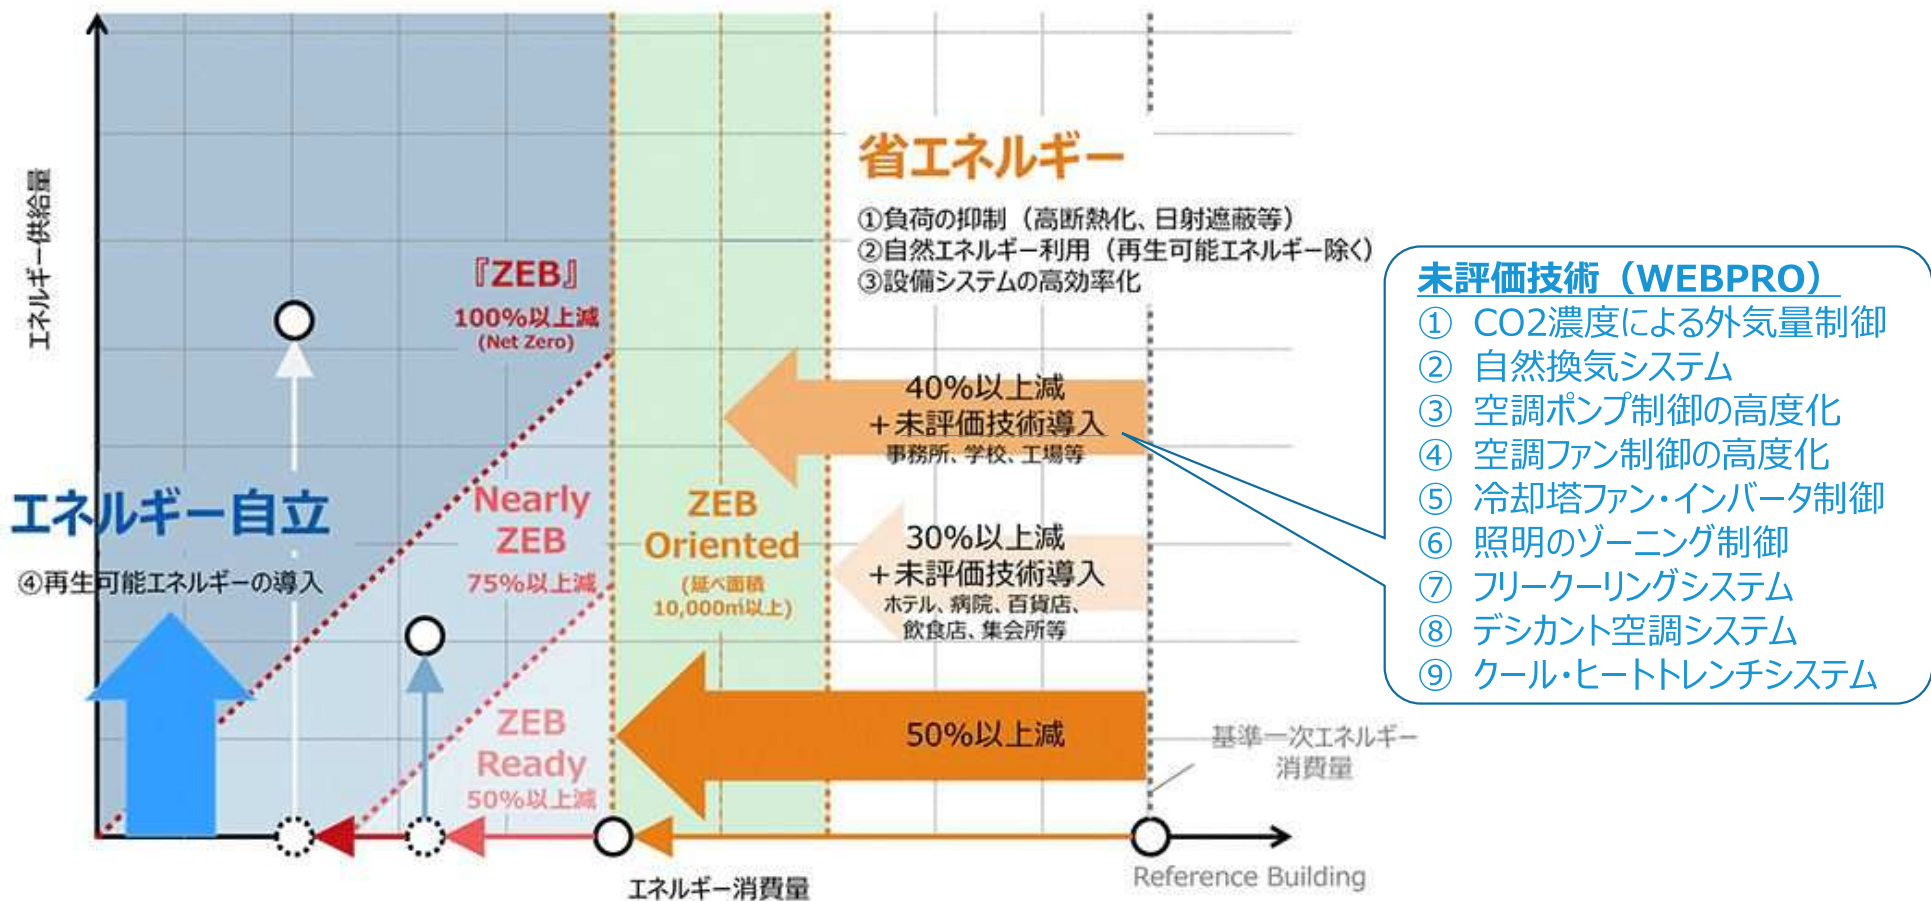 エネルギー供給量
省エネルギー
①負荷の抑制（高断熱化、日射遮蔽等）
②自然エネルギー利用（再生可能エネルギー除く）
③設備システムの高効率化
『ZEB』
100%以上減
(Net Zero)
40%以上減
＋未評価技術導入
事務所、学校、工場等
エネルギー自立
④再生可能エネルギーの導入
Nearly
ZEB
75%以上減
ZEB
Oriented
(延べ面積
10,000㎡以上)
30%以上減
＋未評価技術導入
ホテル、病院、百貨店、
飲食店、集会所等
ZEB
Ready
50%以上減
50%以上減
基準一次エネルギー
消費量
エネルギー消費量
Reference Building
未評価技術（WEBPRO）
① CO2濃度による外気量制御
② 自然換気システム
③ 空調ポンプ制御の高度化
④ 空調ファン制御の高度化
⑤ 冷却塔ファン・インバータ制御
⑥ 照明のゾーニング制御
⑦ フリークーリングシステム
⑧ デシカント空調システム
⑨ クール・ヒートトレンチシステム